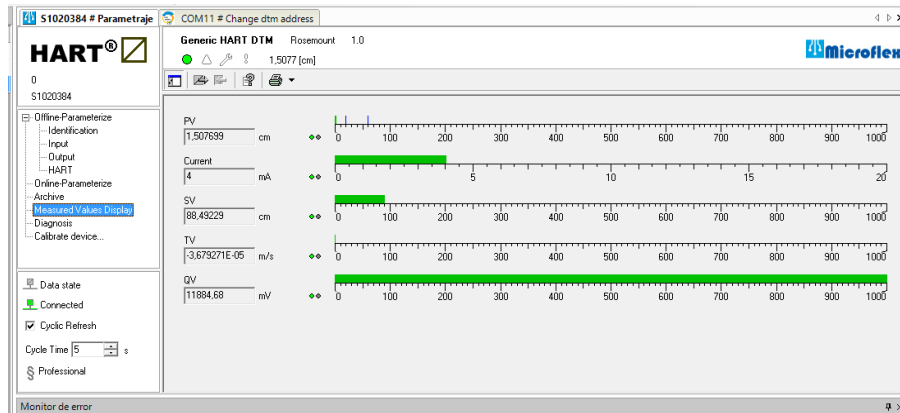 S1020384 # Parametraje
COM11 # Change dtm address
HART®
0
S1020384
Generic HART DTM Rosemount 1.0
1,5077 [cm]
Microflex
Offline-Parameterize
Identification
Input
Output
HART
Online-Parameterize
Archive
Measured Values Display
Diagnosis
Calibrate device...
Data state
Connected
Cyclic Refresh
Cycle Time 5 s
§ Professional
PV
1,507699 cm
0 100 200 300 400 500 600 700 800 900 1000
Current
4 mA
0 5 10 15 20
SV
88,49229 cm
0 100 200 300 400 500 600 700 800 900 1000
TV
-3,679271E-05 m/s
0 100 200 300 400 500 600 700 800 900 1000
QV
11884,68 mV
0 100 200 300 400 500 600 700 800 900 1000
Monitor de error